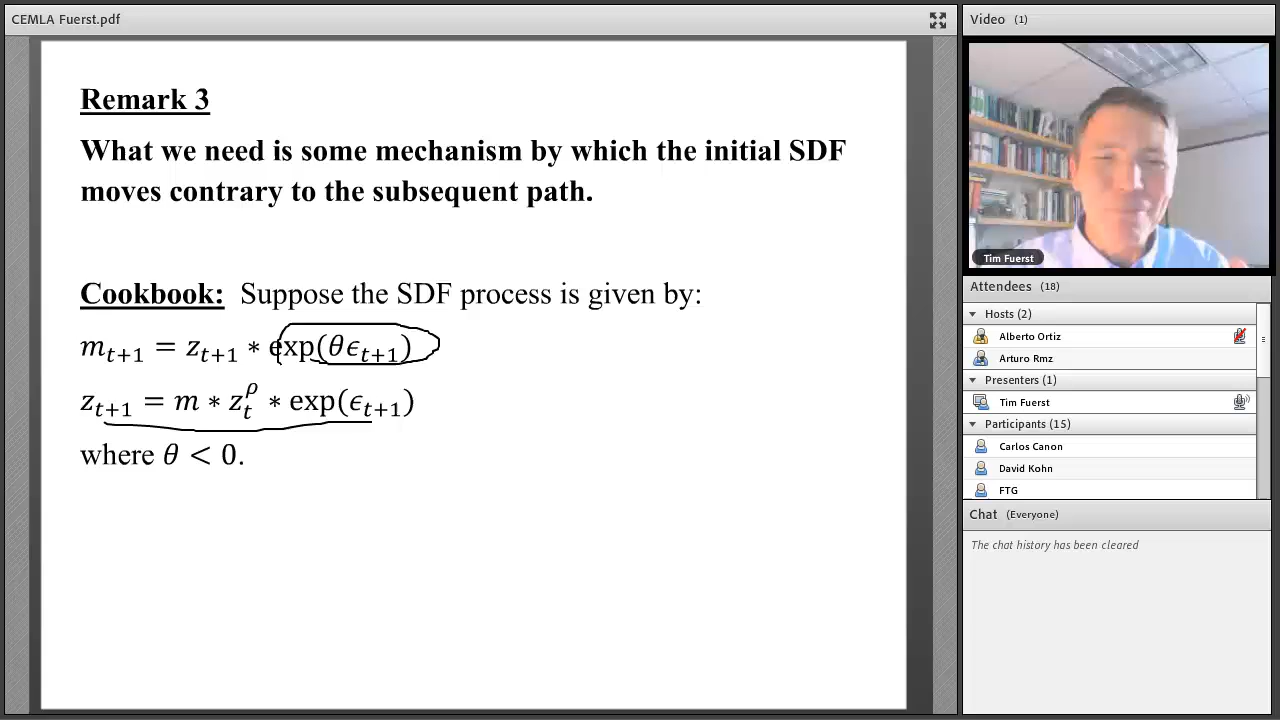 CEMLA Fuerst.pdf
Remark 3
What we need is some mechanism by which the initial SDF
moves contrary to the subsequent path.
Cookbook: Suppose the SDF process is given by:
m_{t+1} = z_{t+1} * exp(θϵ_{t+1})
z_{t+1} = m * z_t^ρ * exp(ϵ_{t+1})
where θ < 0.
Video (1)
Tim Fuerst
Attendees (18)
Hosts (2)
Alberto Ortiz
Arturo Rmz
Presenters (1)
Tim Fuerst
Participants (15)
Carlos Canon
David Kohn
FTG
Chat (Everyone)
The chat history has been cleared